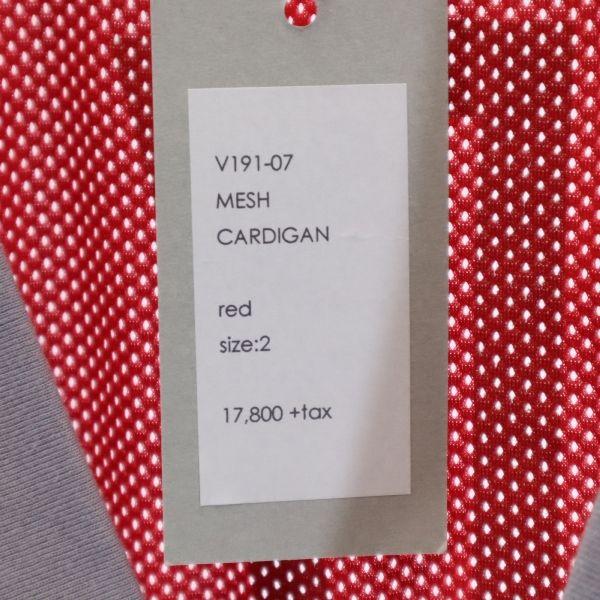 V191-07
MESH
CARDIGAN
red
size:2
17,800 +tax